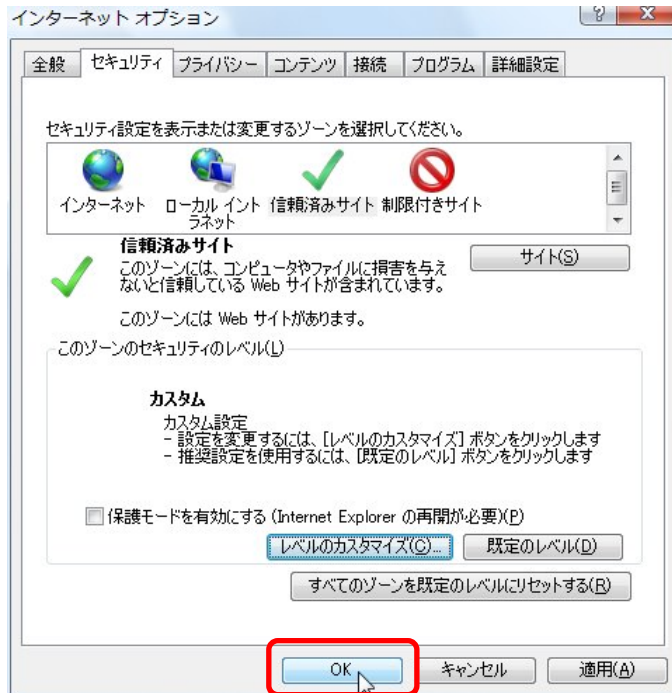 インターネット オプション
全般 セキュリティ プライバシー コンテンツ 接続 プログラム 詳細設定
セキュリティ設定を表示または変更するゾーンを選択してください。
インターネット ローカル イント 信頼済みサイト 制限付きサイト
ラネット
信頼済みサイト
サイト(S)
このゾーンには、コンピュータやファイルに損害を与え
ないと信頼している Web サイトが含まれています。
このゾーンには Web サイトがあります。
このゾーンのセキュリティのレベル(L)
カスタム
カスタム設定
- 設定を変更するには、[レベルのカスタマイズ] ボタンをクリックします
- 推奨設定を使用するには、[既定のレベル] ボタンをクリックします
保護モードを有効にする (Internet Explorer の再開が必要)(P)
レベルのカスタマイズ(C)... 既定のレベル(D)
すべてのゾーンを既定のレベルにリセットする(R)
OK キャンセル 適用(A)